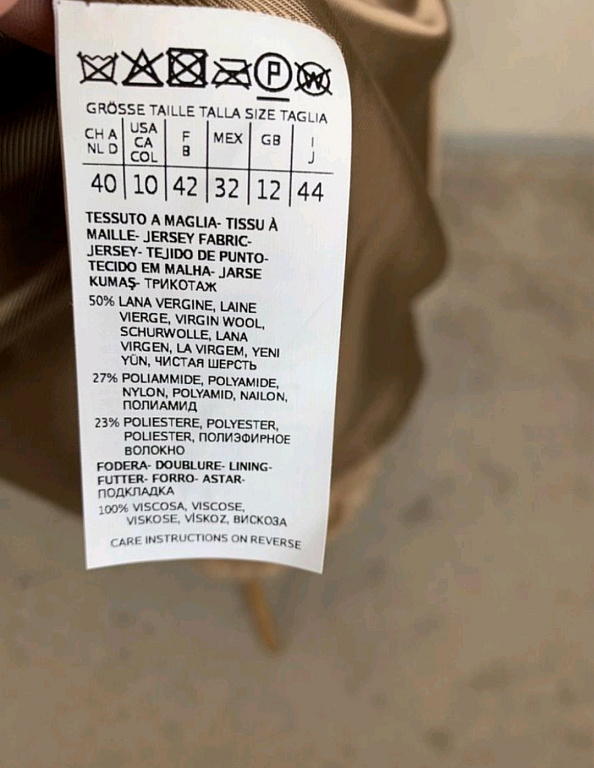 P W
GRÖSSE TAILLE TALLA SIZE TAGLIA
CH A NL D USA CA COL F B MEX GB I J
40 10 42 32 12 44
TESSUTO A MAGLIA- TISSU À
MAILLE- JERSEY FABRIC-
JERSEY- TEJIDO DE PUNTO-
TECIDO EM MALHA- JARSE
KUMAŞ- ТРИКОТАЖ
50% LANA VERGINE, LAINE
VIERGE, VIRGIN WOOL,
SCHURWOLLE, LANA
VIRGEN, LA VIRGEM, YENI
YÜN, ЧИСТАЯ ШЕРСТЬ
27% POLIAMMIDE, POLYAMIDE,
NYLON, POLYAMID, NAILON,
ПОЛИАМИД
23% POLIESTERE, POLYESTER,
POLIESTER, ПОЛИЭФИРНОЕ
ВОЛОКНО
FODERA- DOUBLURE- LINING-
FUTTER- FORRO- ASTAR-
ПОДКЛАДКА
100% VISCOSA, VISCOSE,
VISKOSE, VİSKOZ, ВИСКОЗА
CARE INSTRUCTIONS ON REVERSE